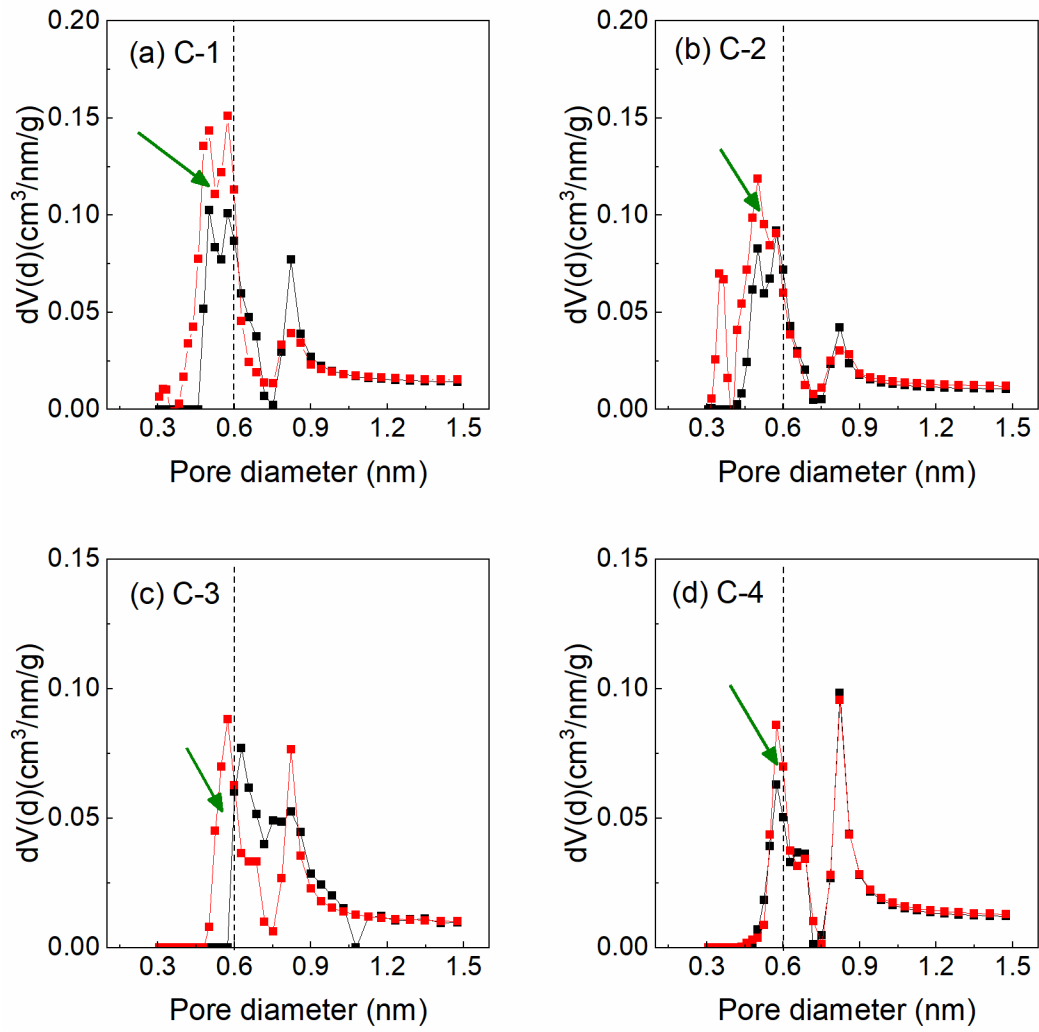 (a) C-1
dV(d)(cm³/nm/g)
0.20
0.15
0.10
0.05
0.00
0.3 0.6 0.9 1.2 1.5
Pore diameter (nm)
(b) C-2
dV(d)(cm³/nm/g)
0.20
0.15
0.10
0.05
0.00
0.3 0.6 0.9 1.2 1.5
Pore diameter (nm)
(c) C-3
dV(d)(cm³/nm/g)
0.15
0.10
0.05
0.00
0.3 0.6 0.9 1.2 1.5
Pore diameter (nm)
(d) C-4
dV(d)(cm³/nm/g)
0.15
0.10
0.05
0.00
0.3 0.6 0.9 1.2 1.5
Pore diameter (nm)